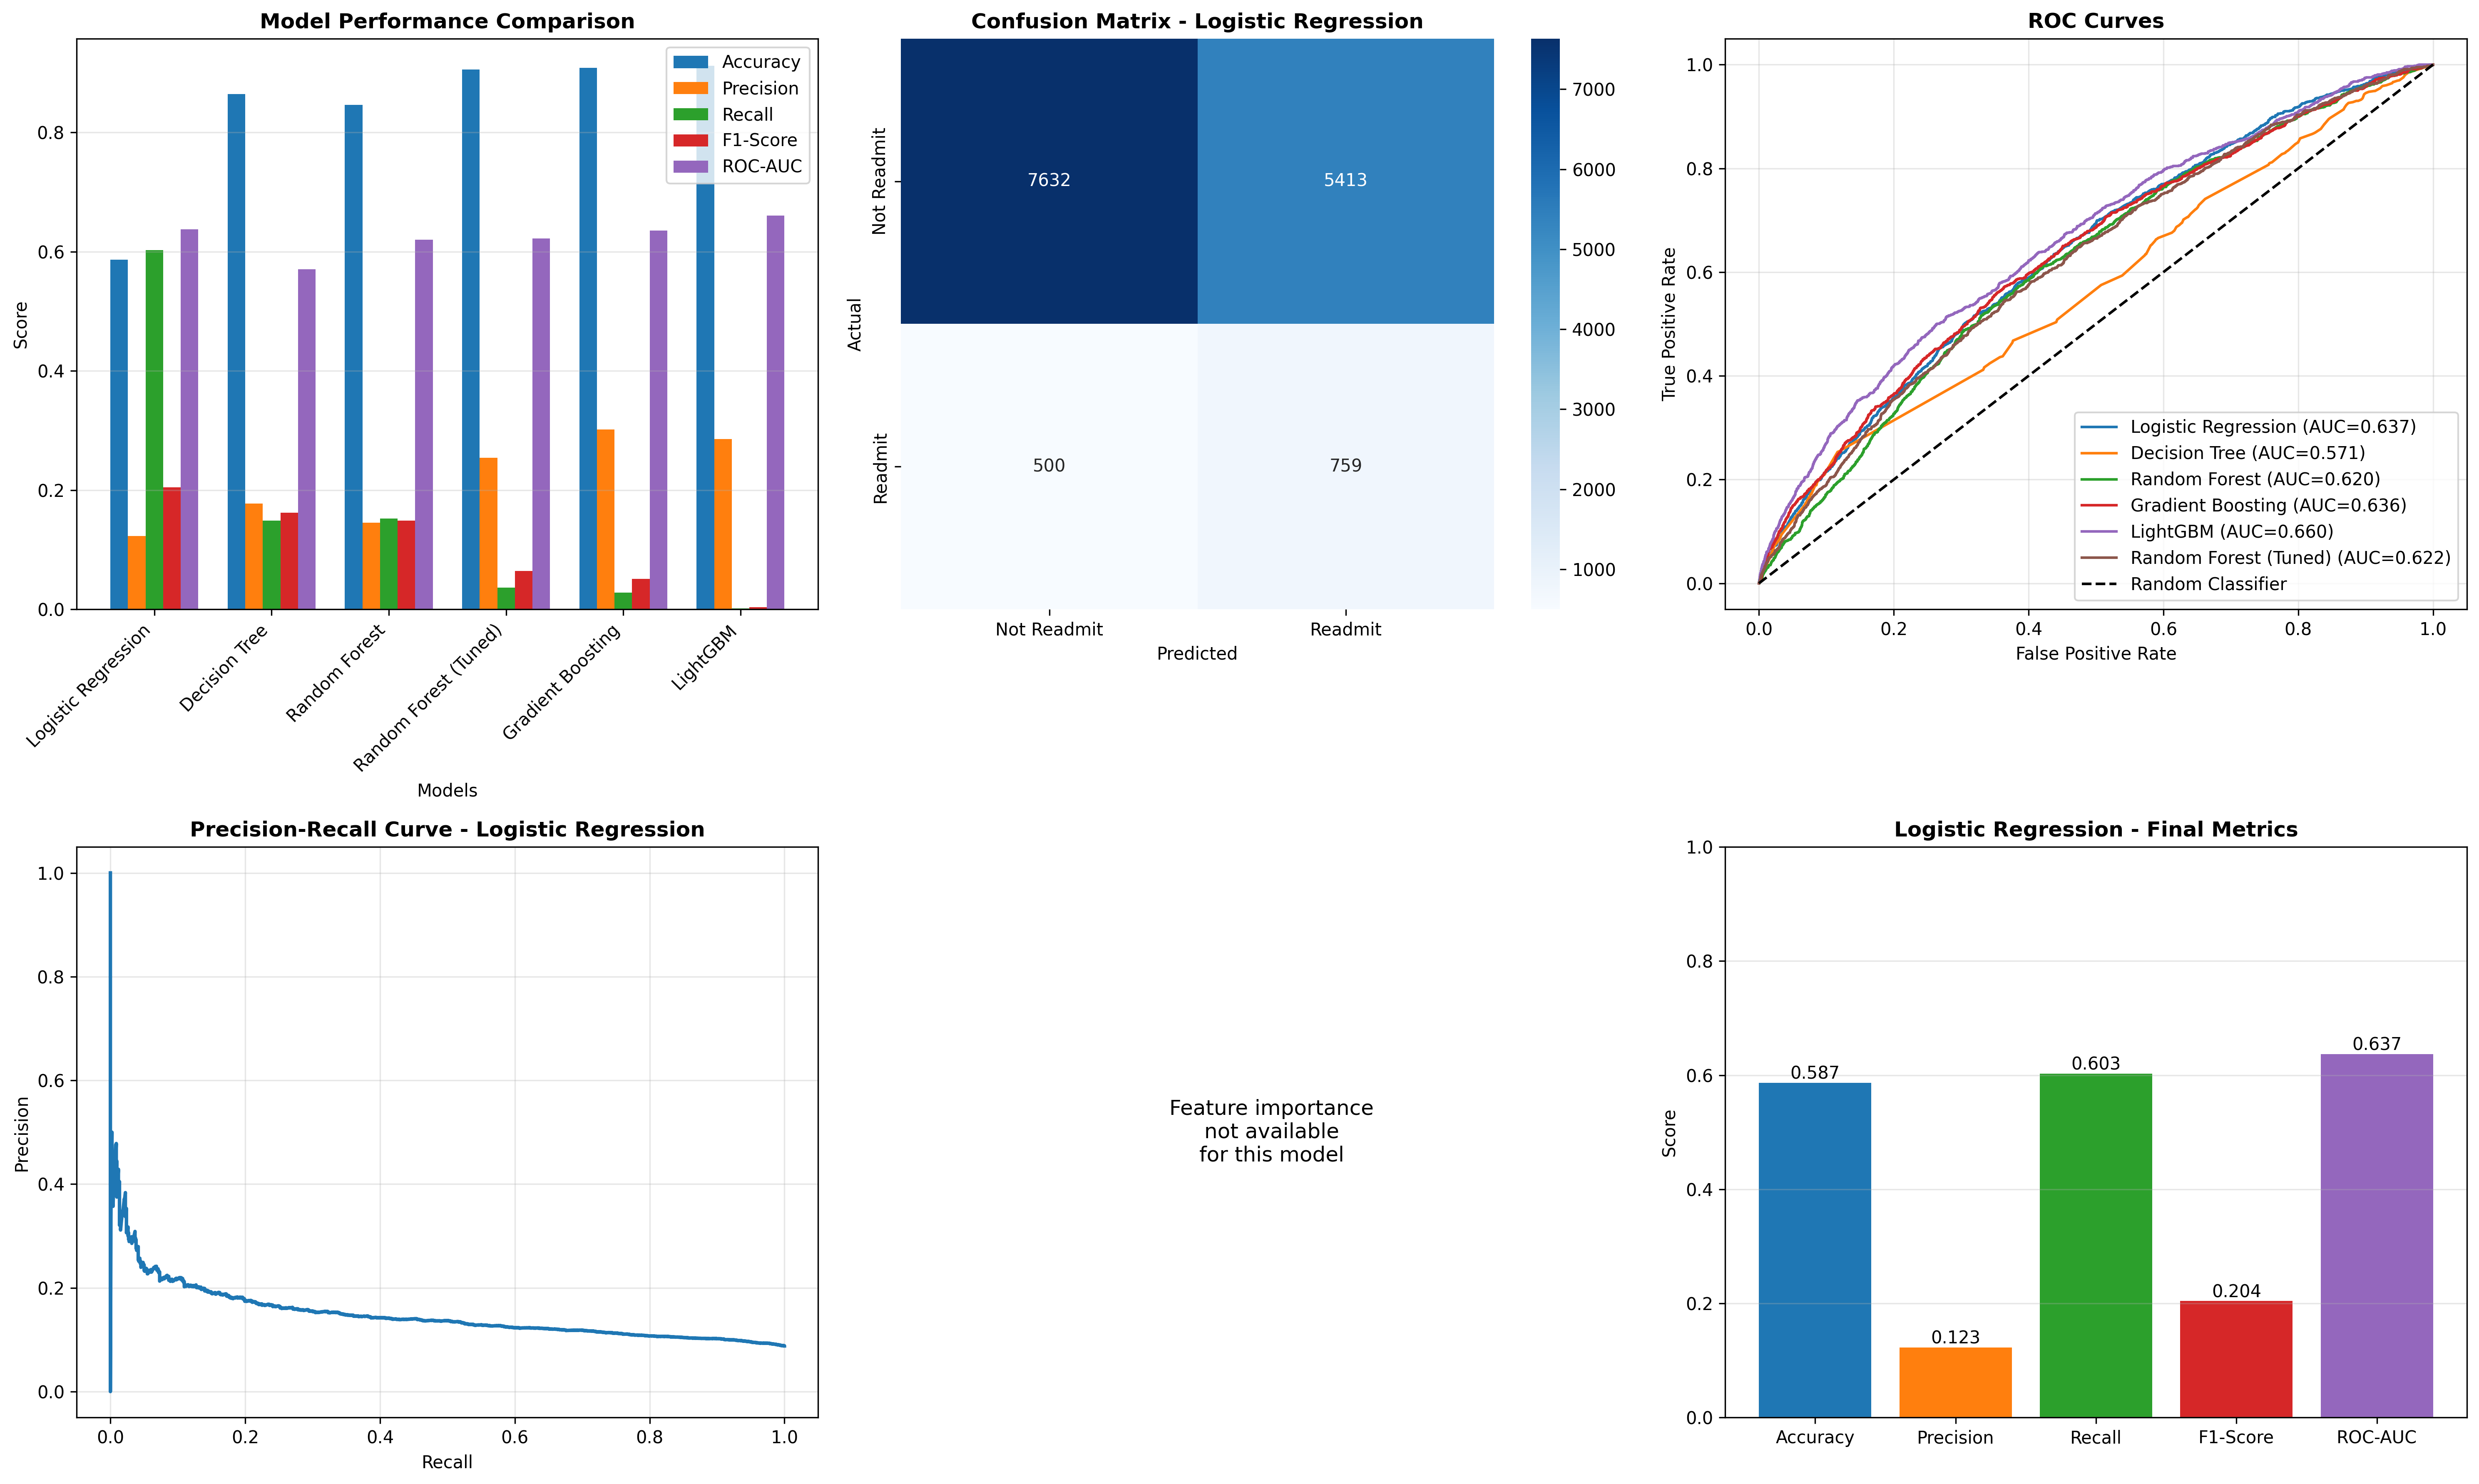 Model Performance Comparison
Accuracy
Precision
Recall
F1-Score
ROC-AUC
Score
0.8
0.6
0.4
0.2
0.0
Logistic Regression
Decision Tree
Random Forest
Random Forest (Tuned)
Gradient Boosting
LightGBM
Models
Confusion Matrix - Logistic Regression
Actual
Not Readmit
Readmit
7632
5413
500
759
Not Readmit
Readmit
Predicted
7000
6000
5000
4000
3000
2000
1000
ROC Curves
True Positive Rate
1.0
0.8
0.6
0.4
0.2
0.0
Logistic Regression (AUC=0.637)
Decision Tree (AUC=0.571)
Random Forest (AUC=0.620)
Gradient Boosting (AUC=0.636)
LightGBM (AUC=0.660)
Random Forest (Tuned) (AUC=0.622)
Random Classifier
0.0 0.2 0.4 0.6 0.8 1.0
False Positive Rate
Precision-Recall Curve - Logistic Regression
Precision
1.0
0.8
0.6
0.4
0.2
0.0
0.0 0.2 0.4 0.6 0.8 1.0
Recall
Feature importance
not available
for this model
Logistic Regression - Final Metrics
Score
1.0
0.8
0.6
0.4
0.2
0.0
0.587
0.123
0.603
0.204
0.637
Accuracy
Precision
Recall
F1-Score
ROC-AUC